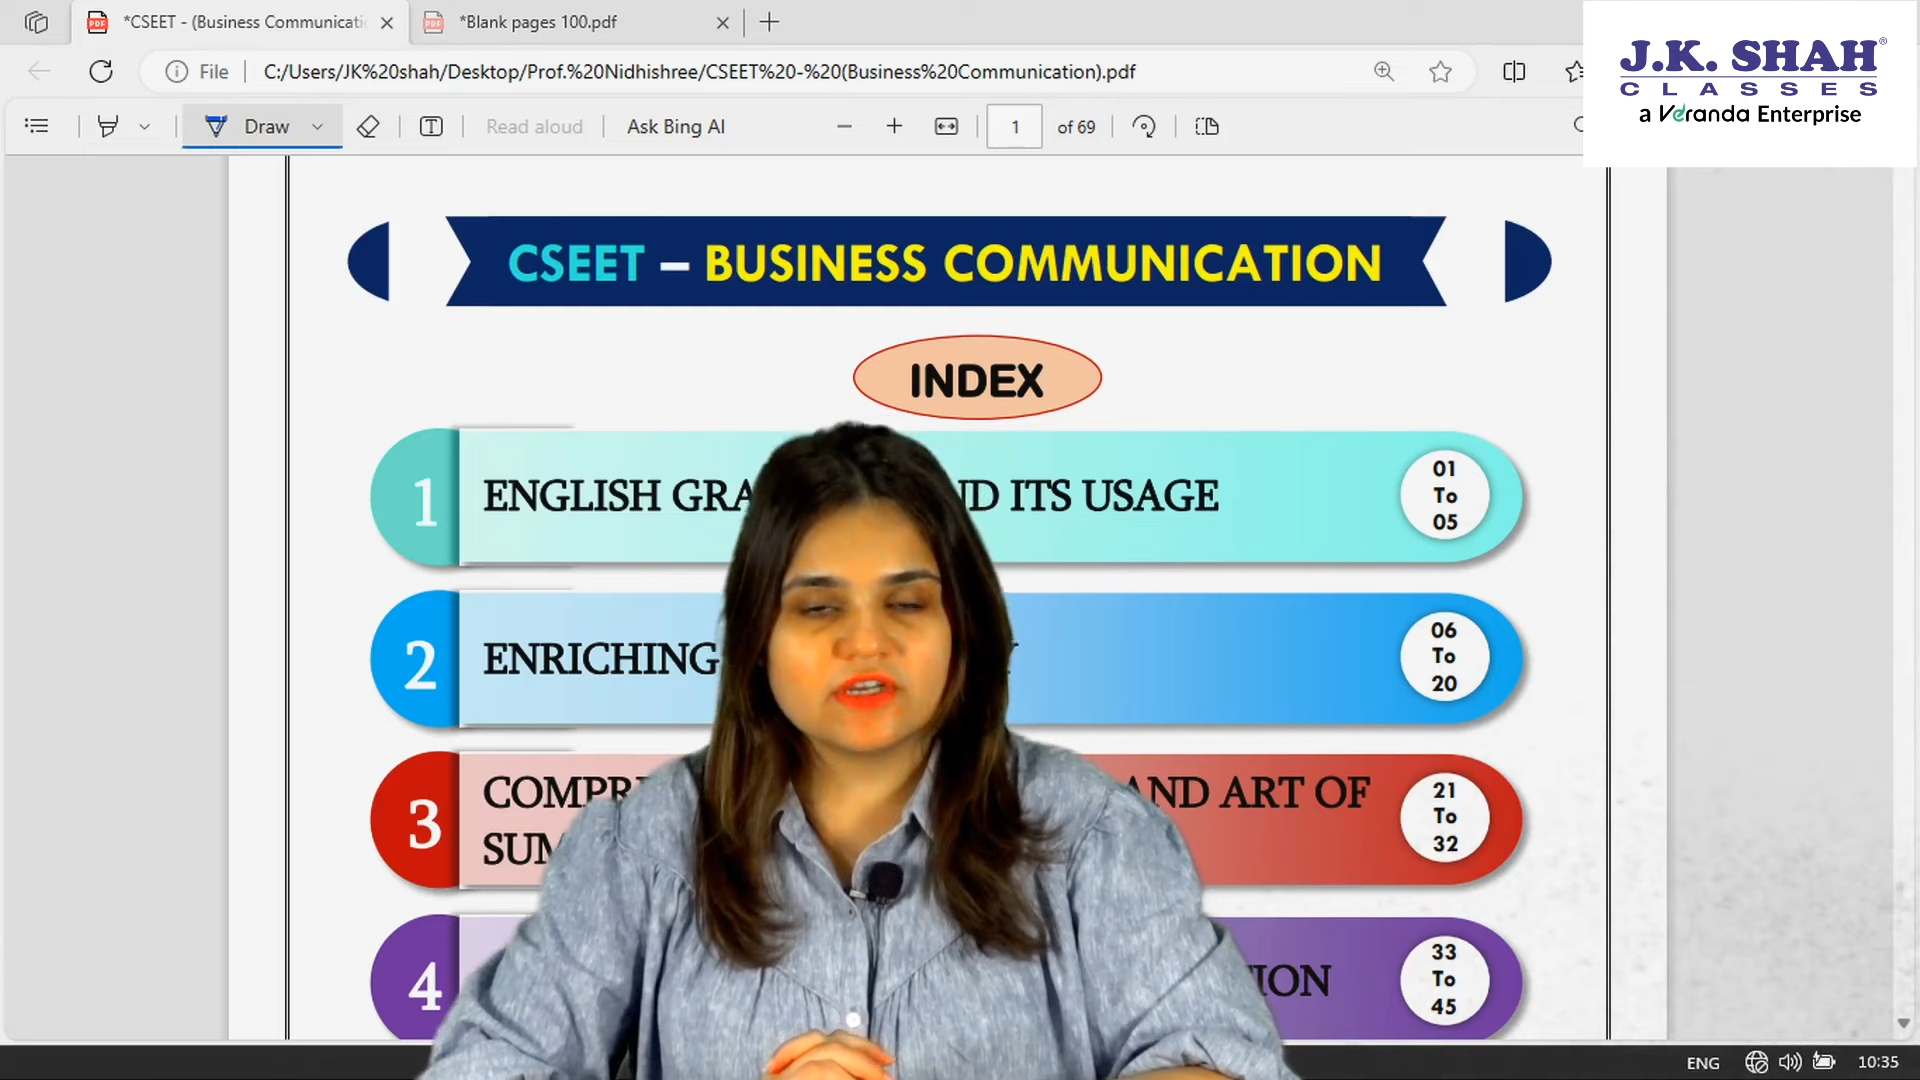 *CSEET - (Business Communicati
*Blank pages 100.pdf
File
C:/Users/JK%20shah/Desktop/Prof.%20Nidhishree/CSEET%20-%20(Business%20Communication).pdf
Draw
Read aloud
Ask Bing AI
1
of 69
J.K. SHAH®
CLASSES
a Veranda Enterprise
CSEET – BUSINESS COMMUNICATION
INDEX
1
ENGLISH GRA
ND ITS USAGE
01
To
05
2
ENRICHING
06
To
20
3
COMPR
AND ART OF
SUM
21
To
32
4
ION
33
To
45
ENG
10:35